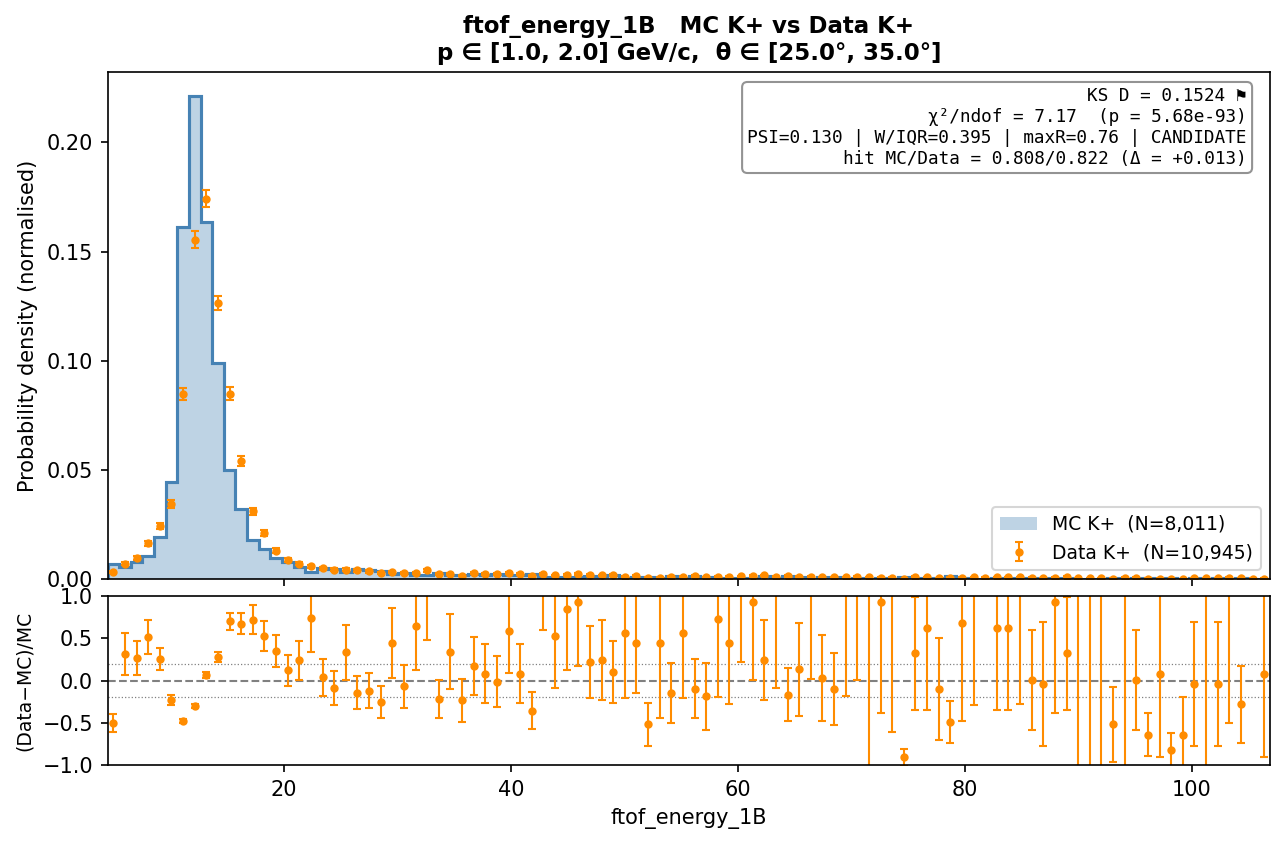 ftof_energy_1B   MC K+ vs Data K+
p ∈ [1.0, 2.0] GeV/c,  θ ∈ [25.0°, 35.0°]
KS D = 0.1524 ⚑
χ²/ndof = 7.17  (p = 5.68e-93)
PSI=0.130 | W/IQR=0.395 | maxR=0.76 | CANDIDATE
hit MC/Data = 0.808/0.822 (Δ = +0.013)
Probability density (normalised)
0.20
0.15
0.10
0.05
0.00
MC K+  (N=8,011)
Data K+  (N=10,945)
(Data−MC)/MC
1.0
0.5
0.0
−0.5
−1.0
20
40
60
80
100
ftof_energy_1B